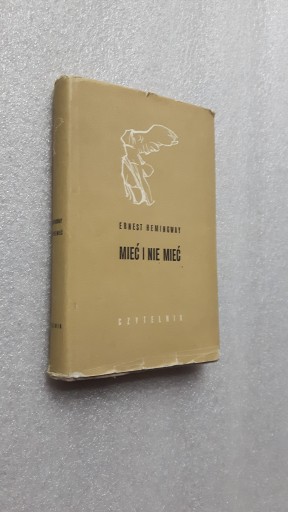 ERNEST HEMINGWAY
MIEĆ I NIE MIEĆ
CZYTELNIK